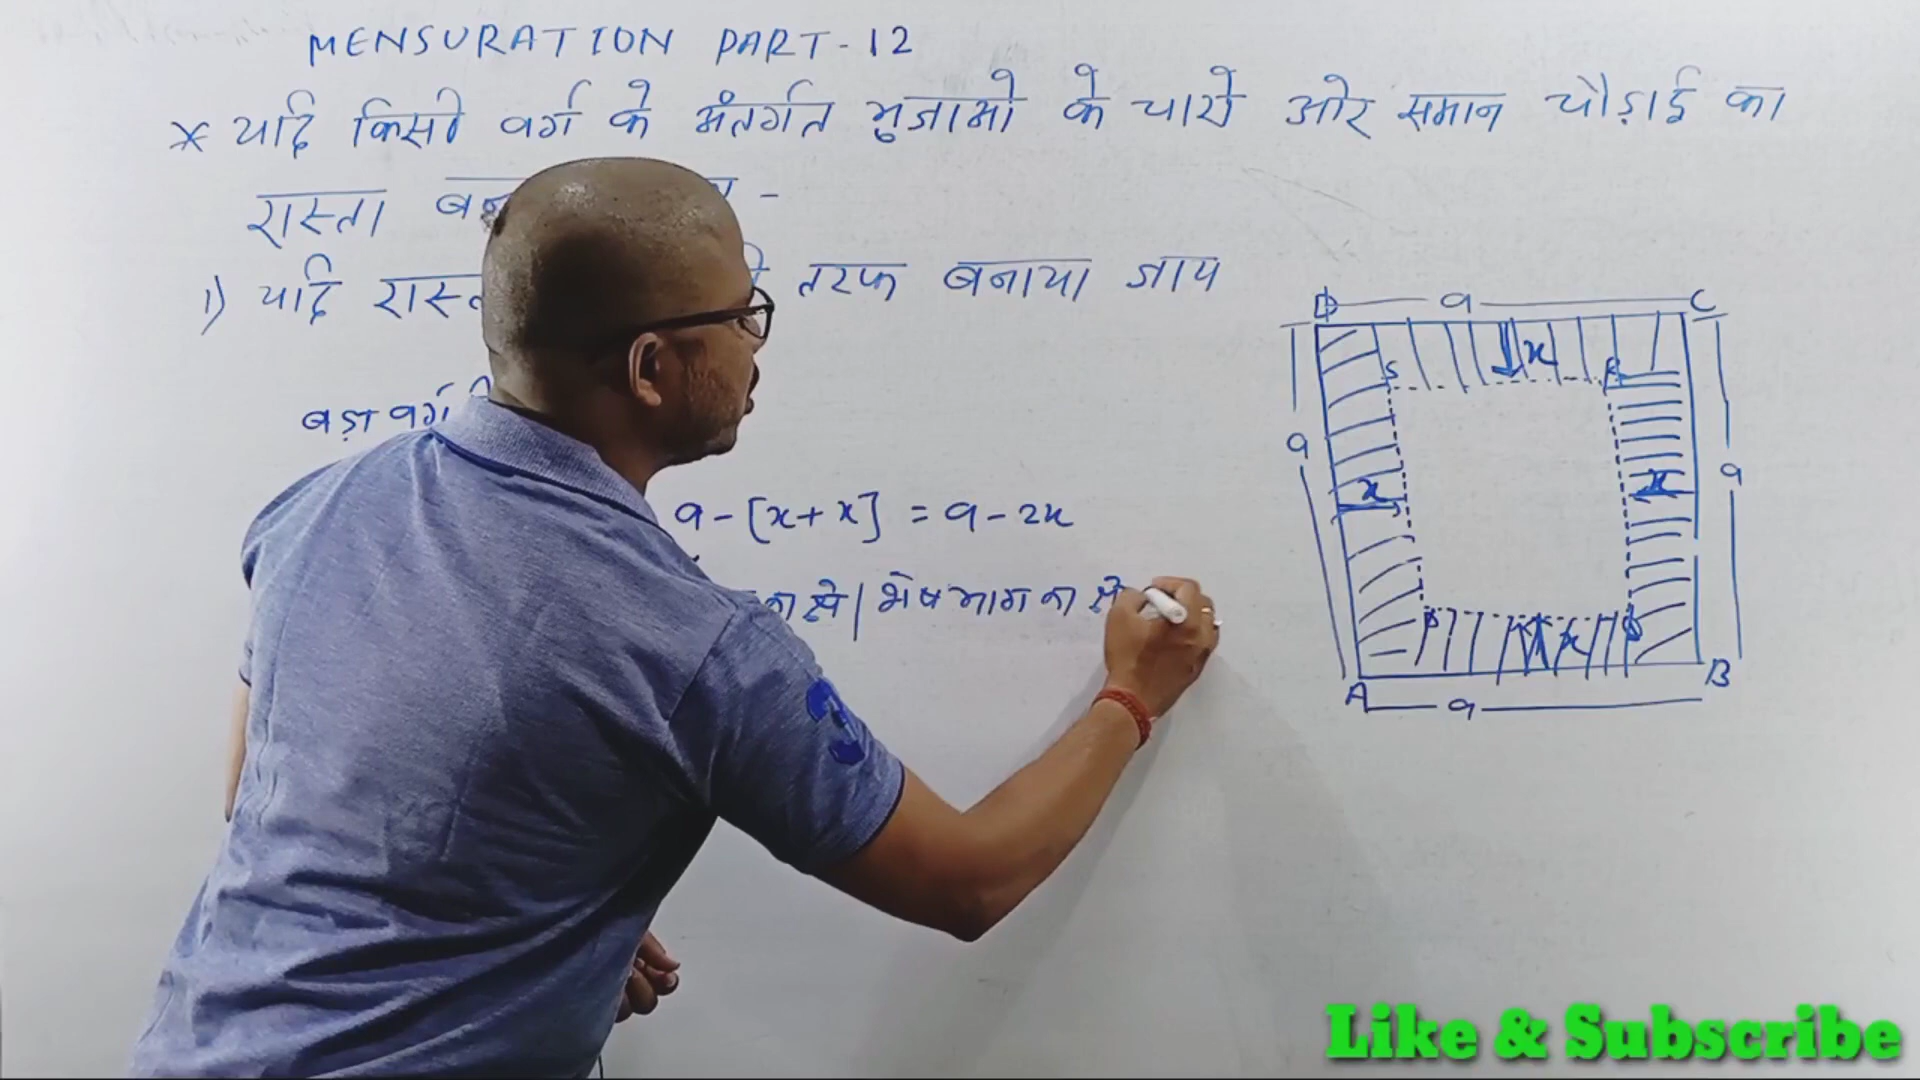 MENSURATION PART-12
* यदि किसी वर्ग के अंतर्गत भुजाओ के चारो ओर समान चौड़ाई का
रास्ता
1) यदि तरफ बनाया जाय
बड़ा वर्ग
a-[x+x] = a-2x
का क्षे | शेष भाग का क्षे
D a C
S x R
a x x a
P x Q
A a B
Like & Subscribe